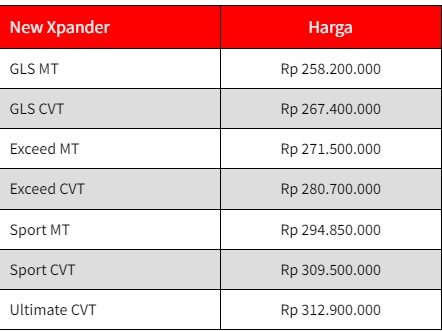 New Xpander Harga
GLS MT Rp 258.200.000
GLS CVT Rp 267.400.000
Exceed MT Rp 271.500.000
Exceed CVT Rp 280.700.000
Sport MT Rp 294.850.000
Sport CVT Rp 309.500.000
Ultimate CVT Rp 312.900.000